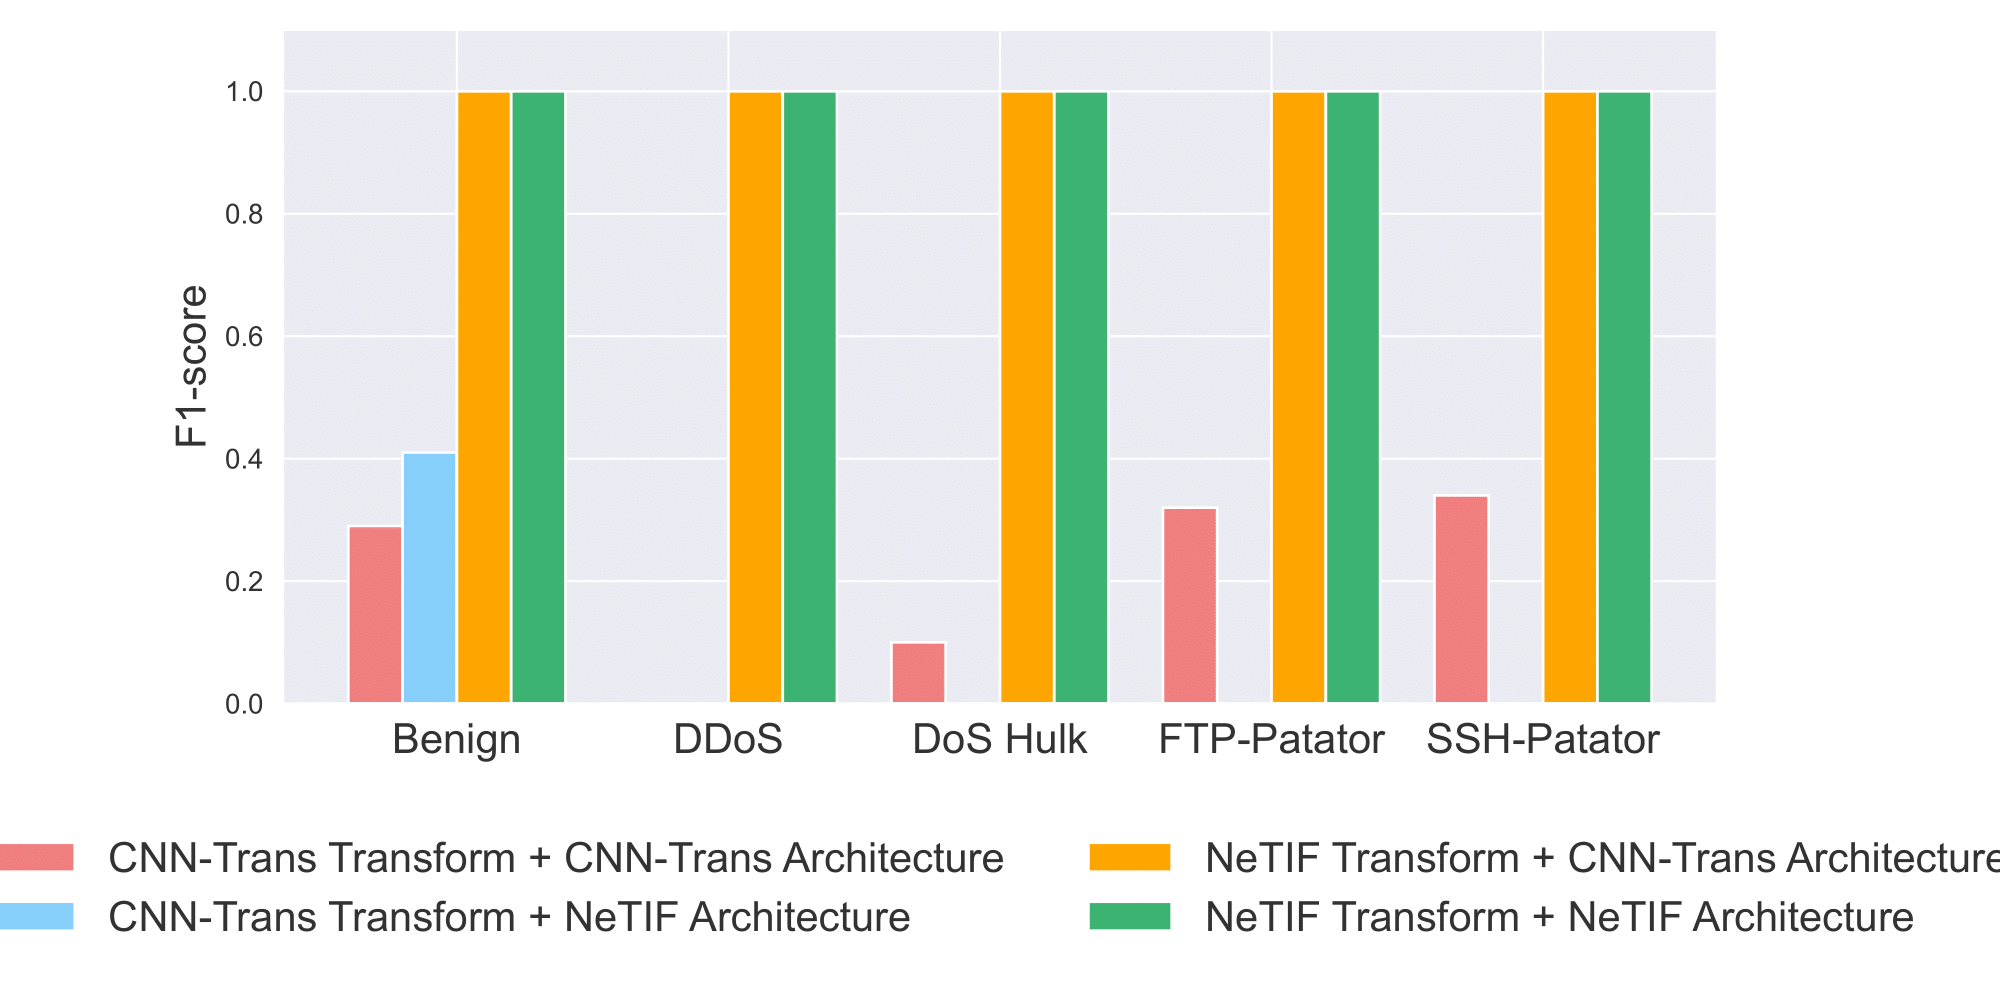 1.0
0.8
0.6
0.4
0.2
0.0
F1-score
Benign DDoS DoS Hulk FTP-Patator SSH-Patator
CNN-Trans Transform + CNN-Trans Architecture NeTIF Transform + CNN-Trans Architecture
CNN-Trans Transform + NeTIF Architecture NeTIF Transform + NeTIF Architecture